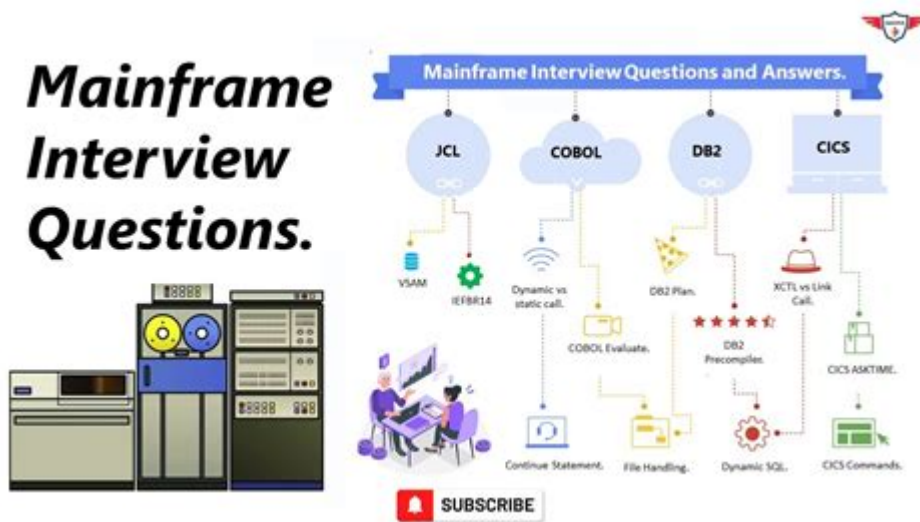 Mainframe
Interview
Questions.
Mainframe Interview Questions and Answers.
JCL
COBOL
DB2
CICS
VSAM
IEFBR14
Dynamic vs
static call.
DB2 Plan.
XCTL vs Link
Call.
COBOL Evaluate.
DB2
Precompiler.
CICS ASKTIME.
Continue Statement.
File Handling.
Dynamic SQL.
CICS Commands.
SUBSCRIBE